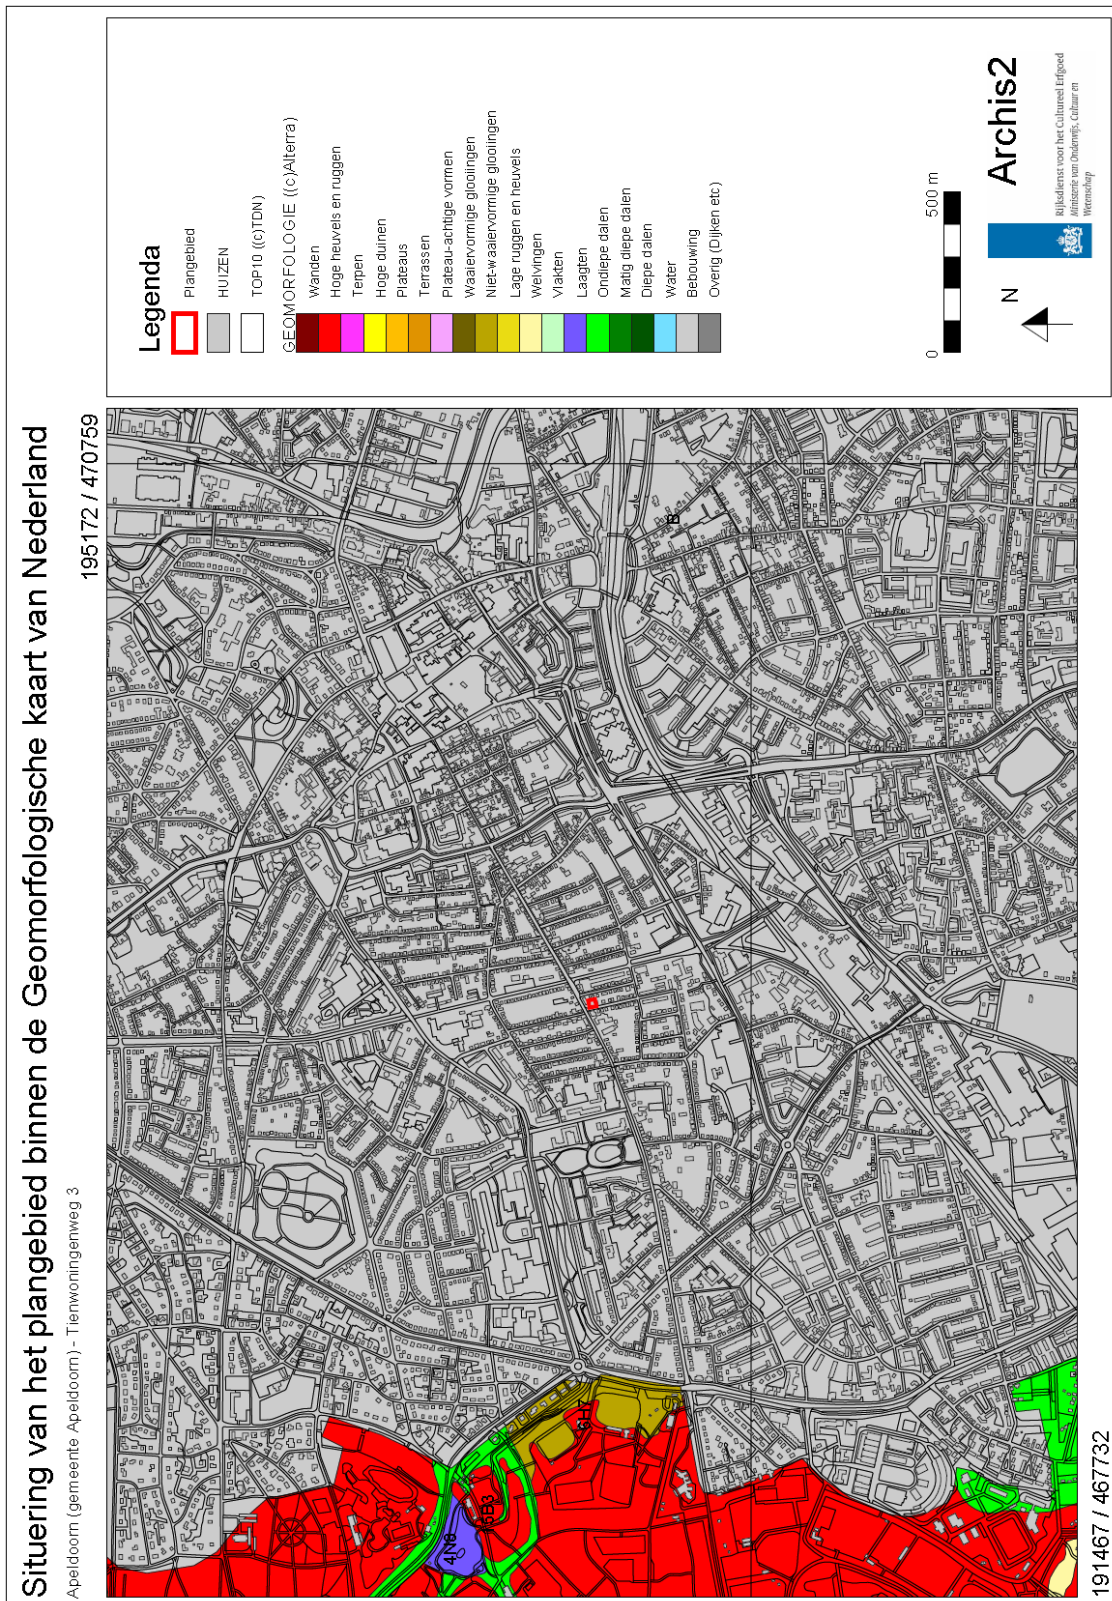 Situering van het plangebied binnen de Geomorfologische kaart van Nederland
Apeldoorn (gemeente Apeldoorn) - Tienwoningenweg 3
195172 / 470759
4N8
15B3
6H7
B
191467 / 467732
Legenda
Plangebied
HUIZEN
TOP10 ((c)TDN)
GEOMORFOLOGIE ((c)Alterra)
Wanden
Hoge heuvels en ruggen
Terpen
Hoge duinen
Plateaus
Terrassen
Plateau-achtige vormen
Waaiervormige glooiingen
Niet-waaiervormige glooiingen
Lage ruggen en heuvels
Welvingen
Vlakten
Laagten
Ondiepe dalen
Matig diepe dalen
Diepe dalen
Water
Bebouwing
Overig (Dijken etc)
0 500 m
N
Archis2
Rijksdienst voor het Cultureel Erfgoed
Ministerie van Onderwijs, Cultuur en
Wetenschap